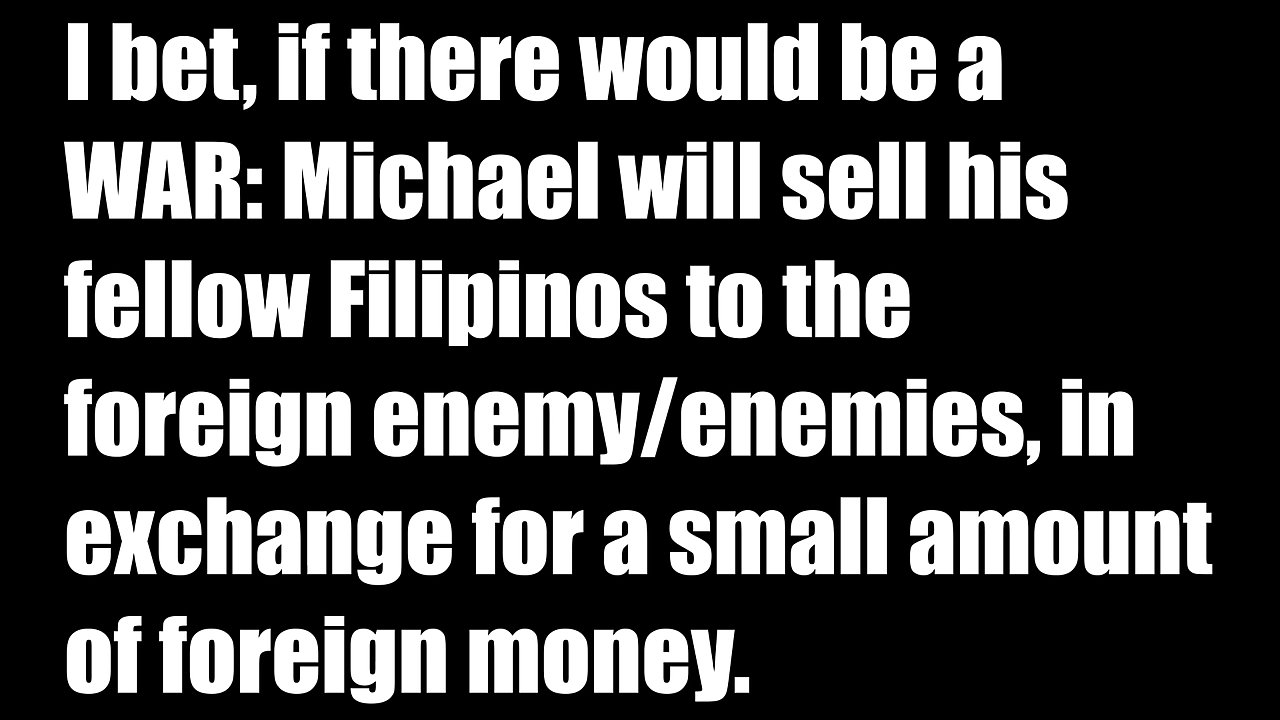 I bet, if there would be a
WAR: Michael will sell his
fellow Filipinos to the
foreign enemy/enemies, in
exchange for a small amount
of foreign money.